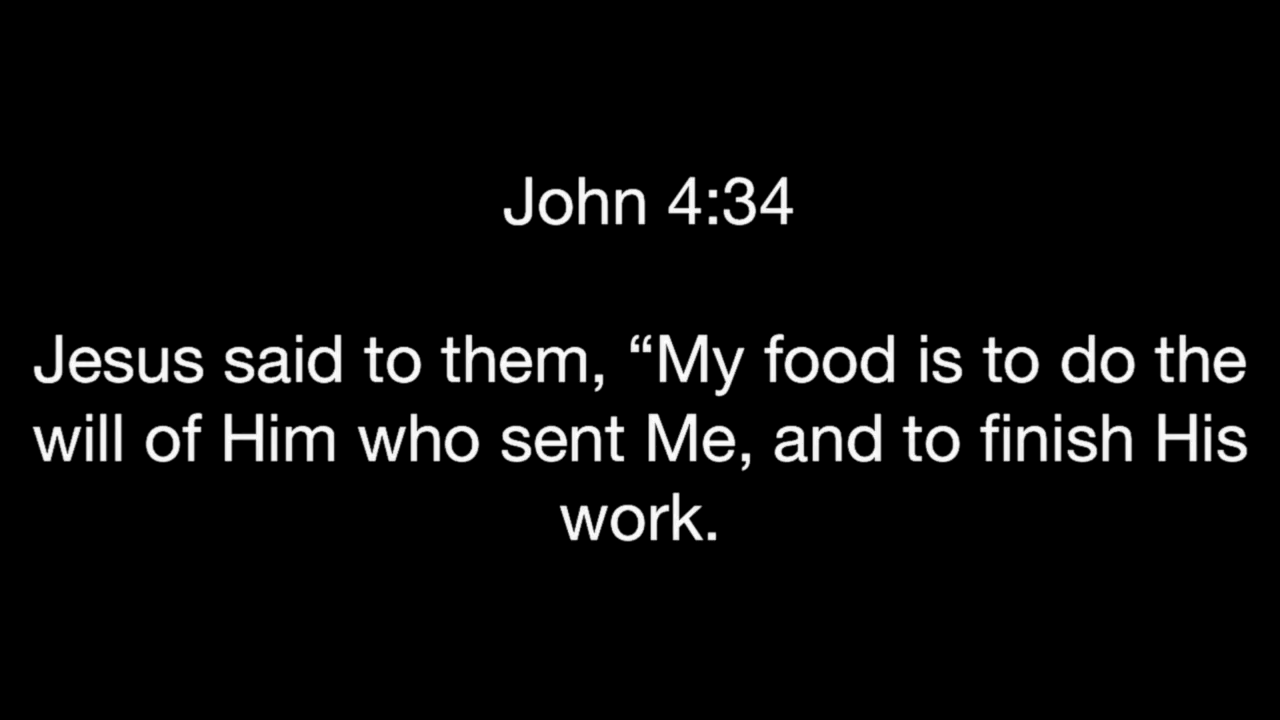 John 4:34
Jesus said to them, “My food is to do the
will of Him who sent Me, and to finish His
work.